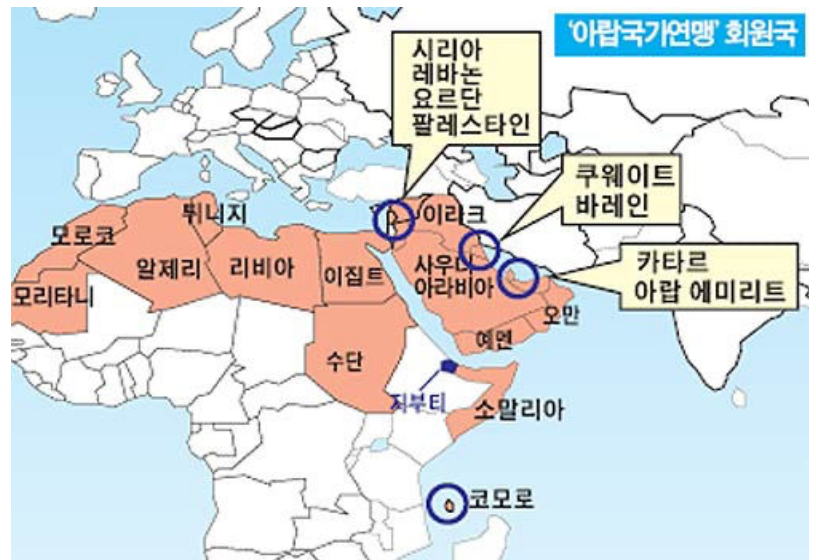 '아랍국가연맹' 회원국
시리아
레바논
요르단
팔레스타인
쿠웨이트
바레인
카타르
아랍 에미리트
튀니지
모로코
이라크
알제리
리비아
이집트
사우디
아라비아
모리타니
오만
예멘
수단
지부티
소말리아
코모로